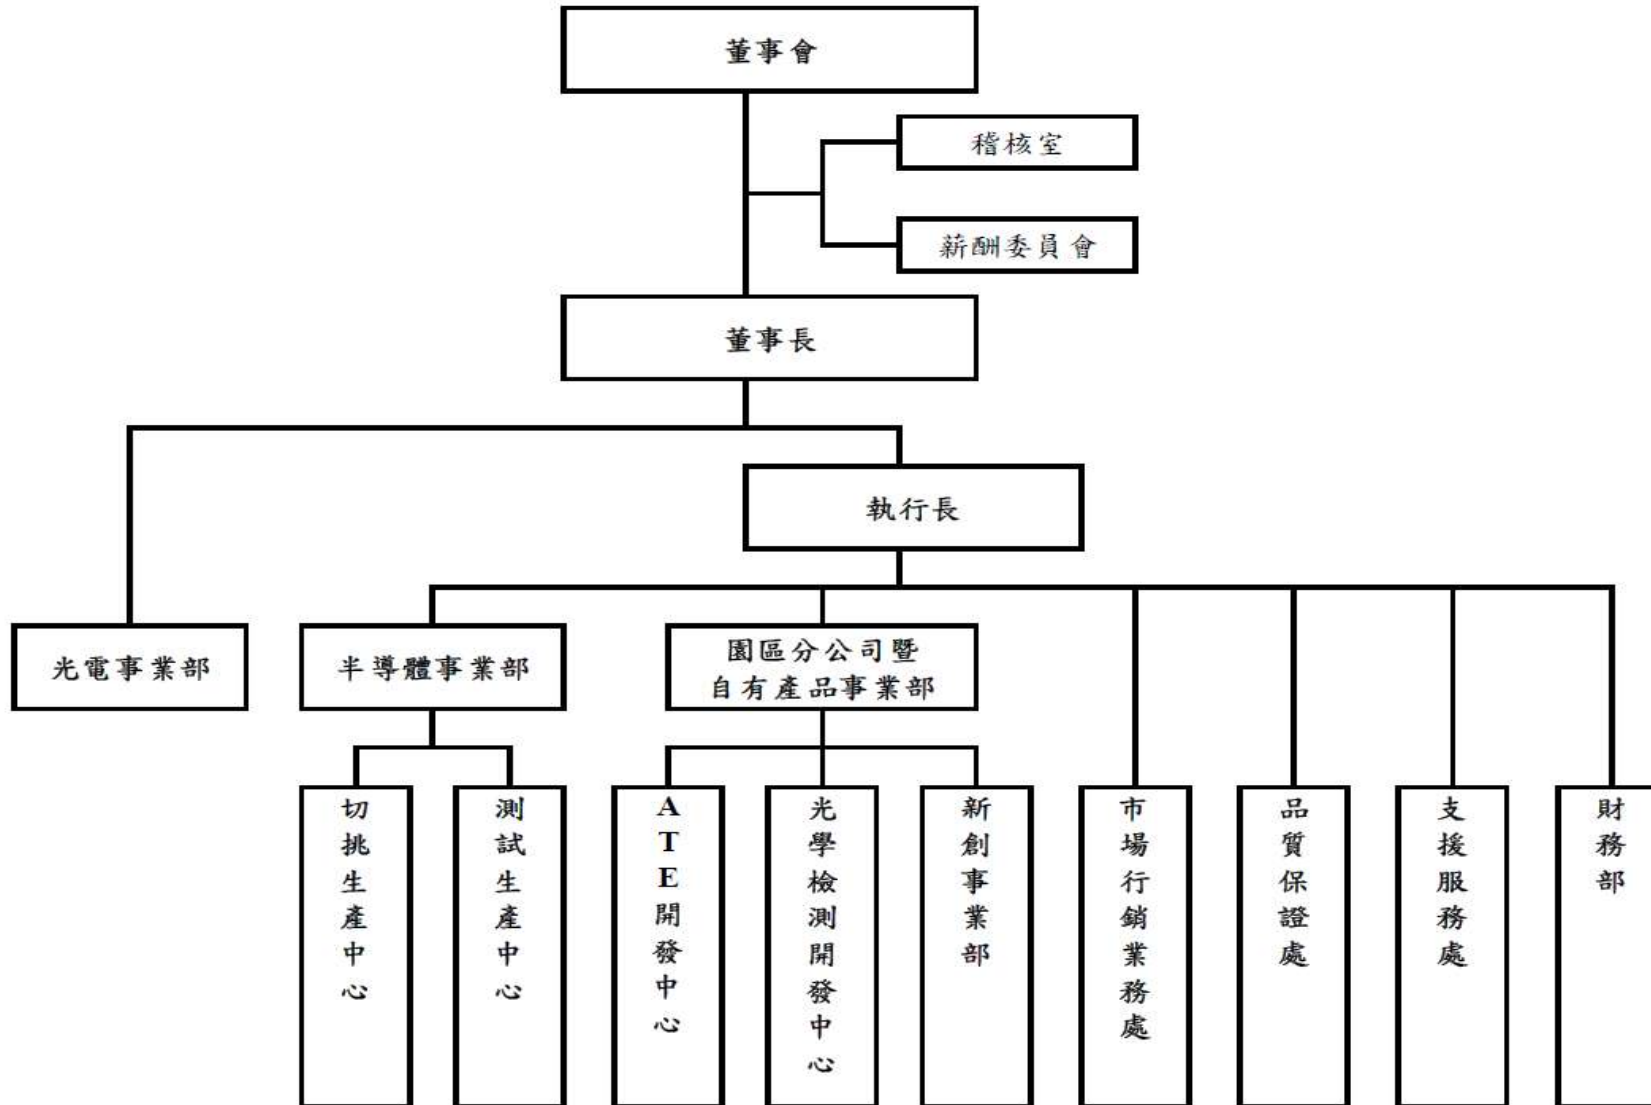 董事會
稽核室
薪酬委員會
董事長
執行長
光電事業部
半導體事業部
園區分公司暨
自有產品事業部
切挑生產中心
測試生產中心
ATE開發中心
光學檢測開發中心
新創事業部
市場行銷業務處
品質保證處
支援服務處
財務部